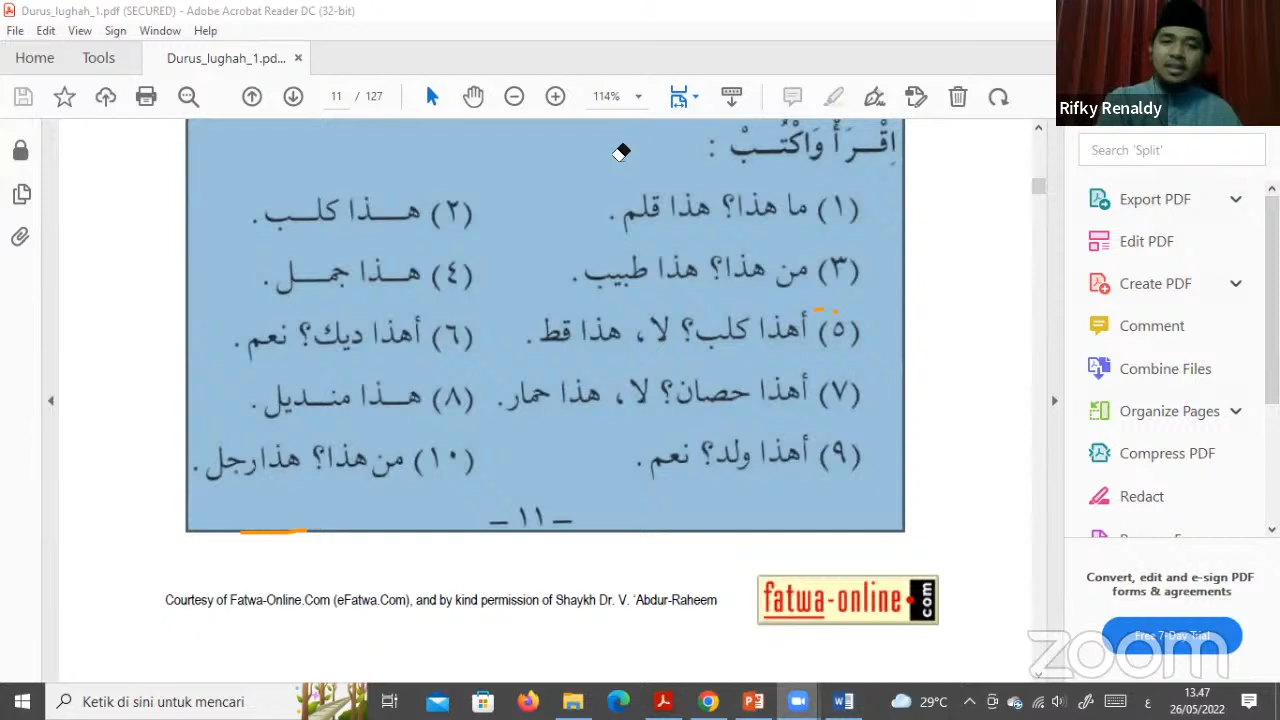 Durus_lughah_1.pdf (SECURED) - Adobe Acrobat Reader DC (32-bit)
File Edit View Sign Window Help
Home Tools Durus_lughah_1.pd... ×
11 / 127 114%
Rifky Renaldy
Search 'Split'
Export PDF
Edit PDF
Create PDF
Comment
Combine Files
Organize Pages
Compress PDF
Redact
Convert, edit and e-sign PDF
forms & agreements
Free 7-Day Trial
اِقْرَأْ وَاكْتُبْ :
(١) ما هذا؟ هذا قلم . (٢) هذا كلب .
(٣) من هذا؟ هذا طبيب . (٤) هذا جمل .
(٥) أهذا كلب؟ لا، هذا قط . (٦) أهذا ديك؟ نعم .
(٧) أهذا حصان؟ لا، هذا حمار . (٨) هذا منديل .
(٩) أهذا ولد؟ نعم . (١٠) من هذا؟ هذا رجل .
– ١١ –
Courtesy of Fatwa-Online.Com (eFatwa.Com), and by kind permission of Shaykh Dr. V. ‘Abdur-Raheem
fatwa-online.com
zoom
Ketik di sini untuk mencari
29°C
ع
13.47
26/05/2022